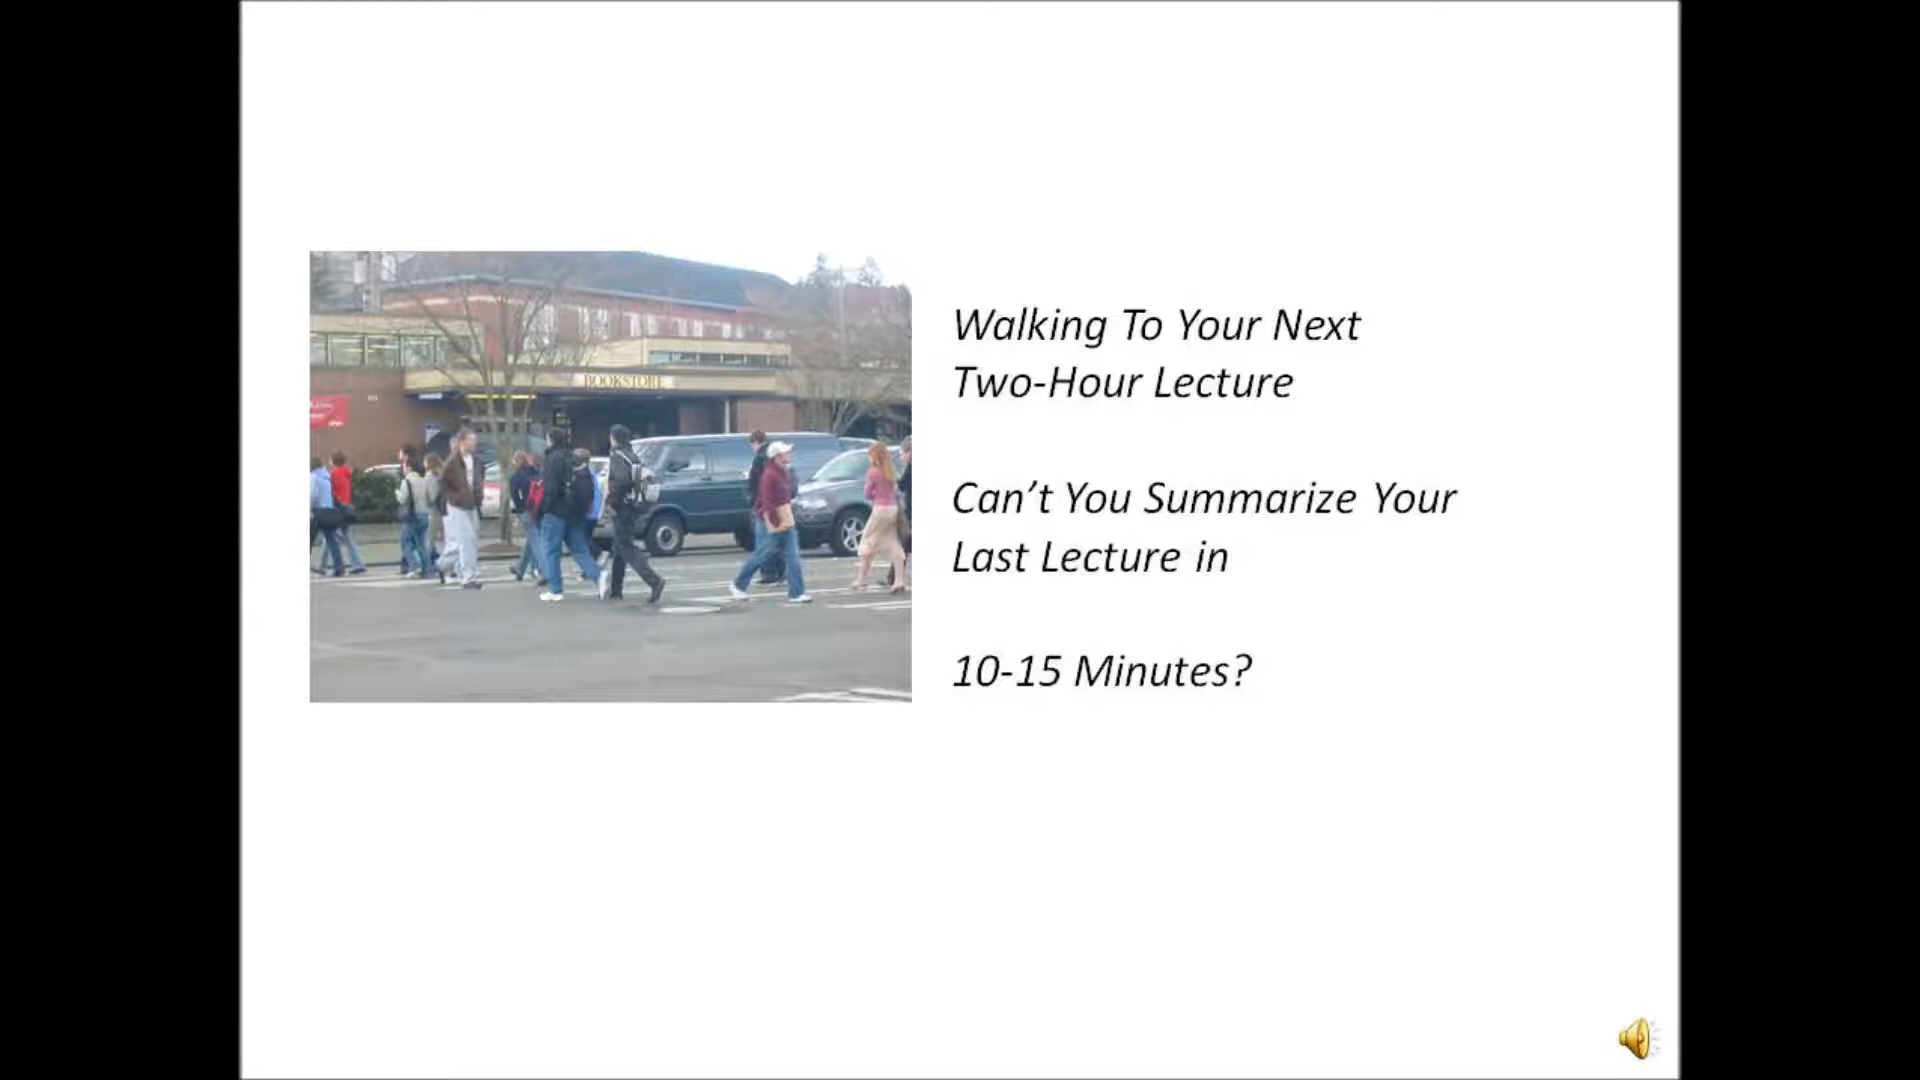 BOOKSTORE
Walking To Your Next
Two-Hour Lecture
Can’t You Summarize Your
Last Lecture in
10-15 Minutes?